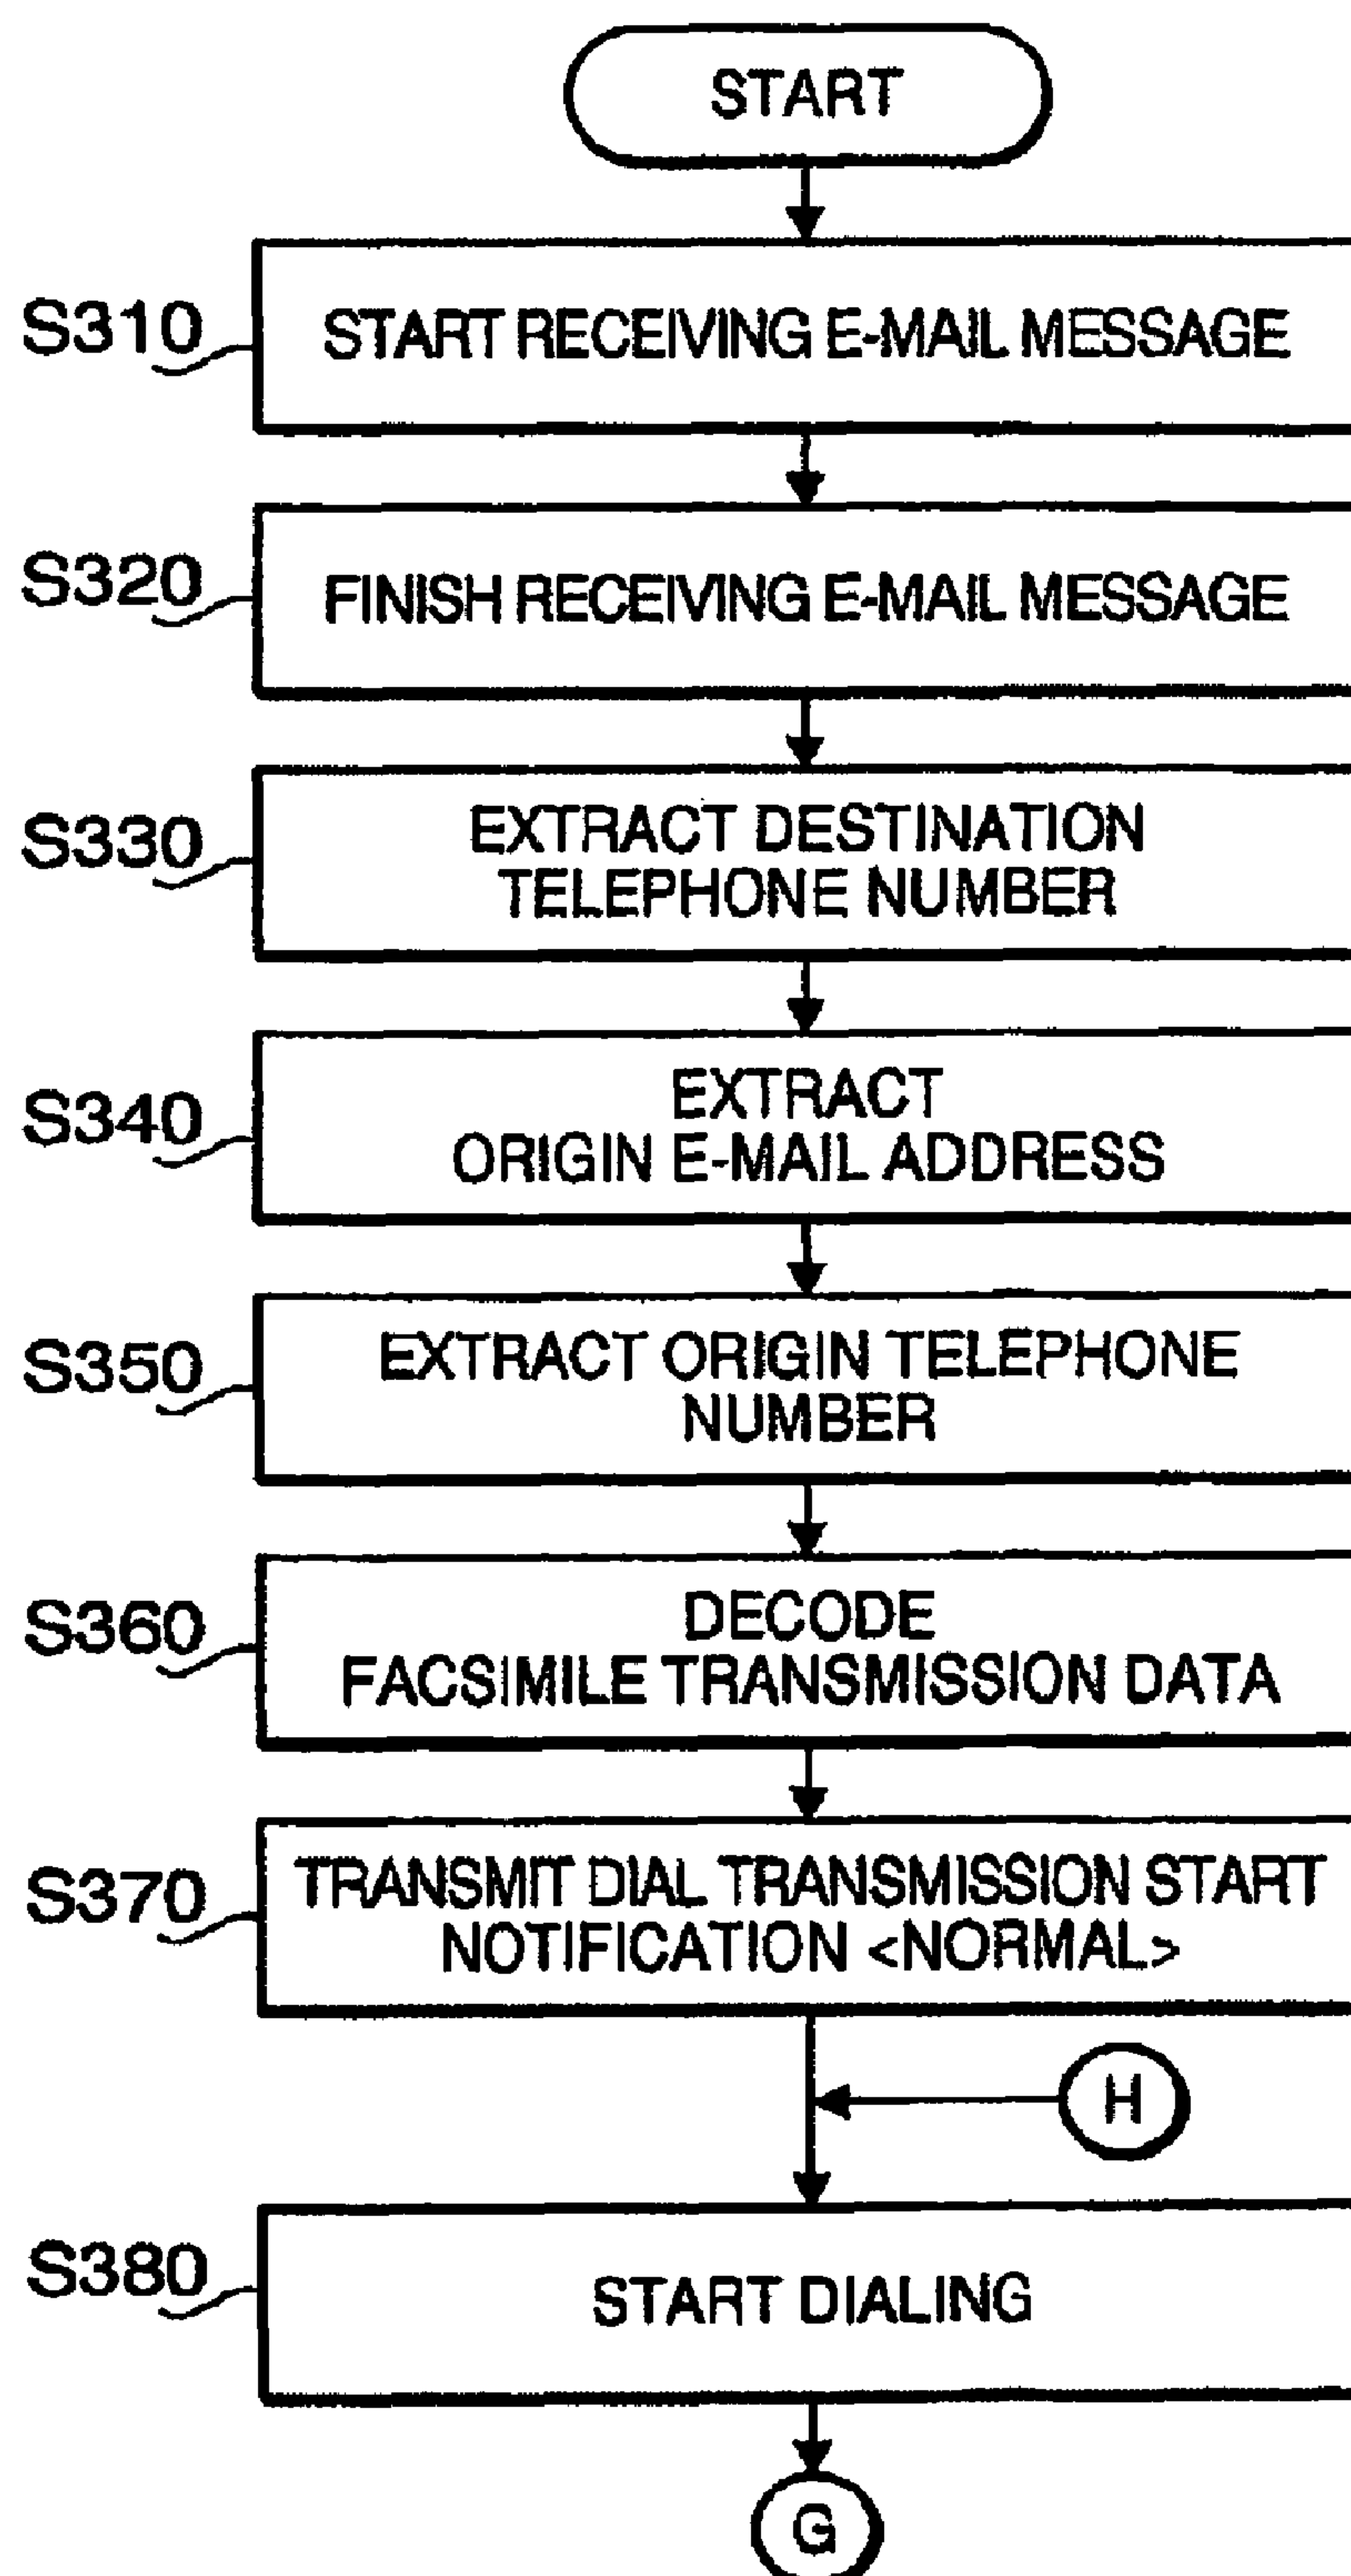 START
S310
START RECEIVING E-MAIL MESSAGE
S320
FINISH RECEIVING E-MAIL MESSAGE
S330
EXTRACT DESTINATION
TELEPHONE NUMBER
S340
EXTRACT
ORIGIN E-MAIL ADDRESS
S350
EXTRACT ORIGIN TELEPHONE
NUMBER
S360
DECODE
FACSIMILE TRANSMISSION DATA
S370
TRANSMIT DIAL TRANSMISSION START
NOTIFICATION <NORMAL>
H
S380
START DIALING
G